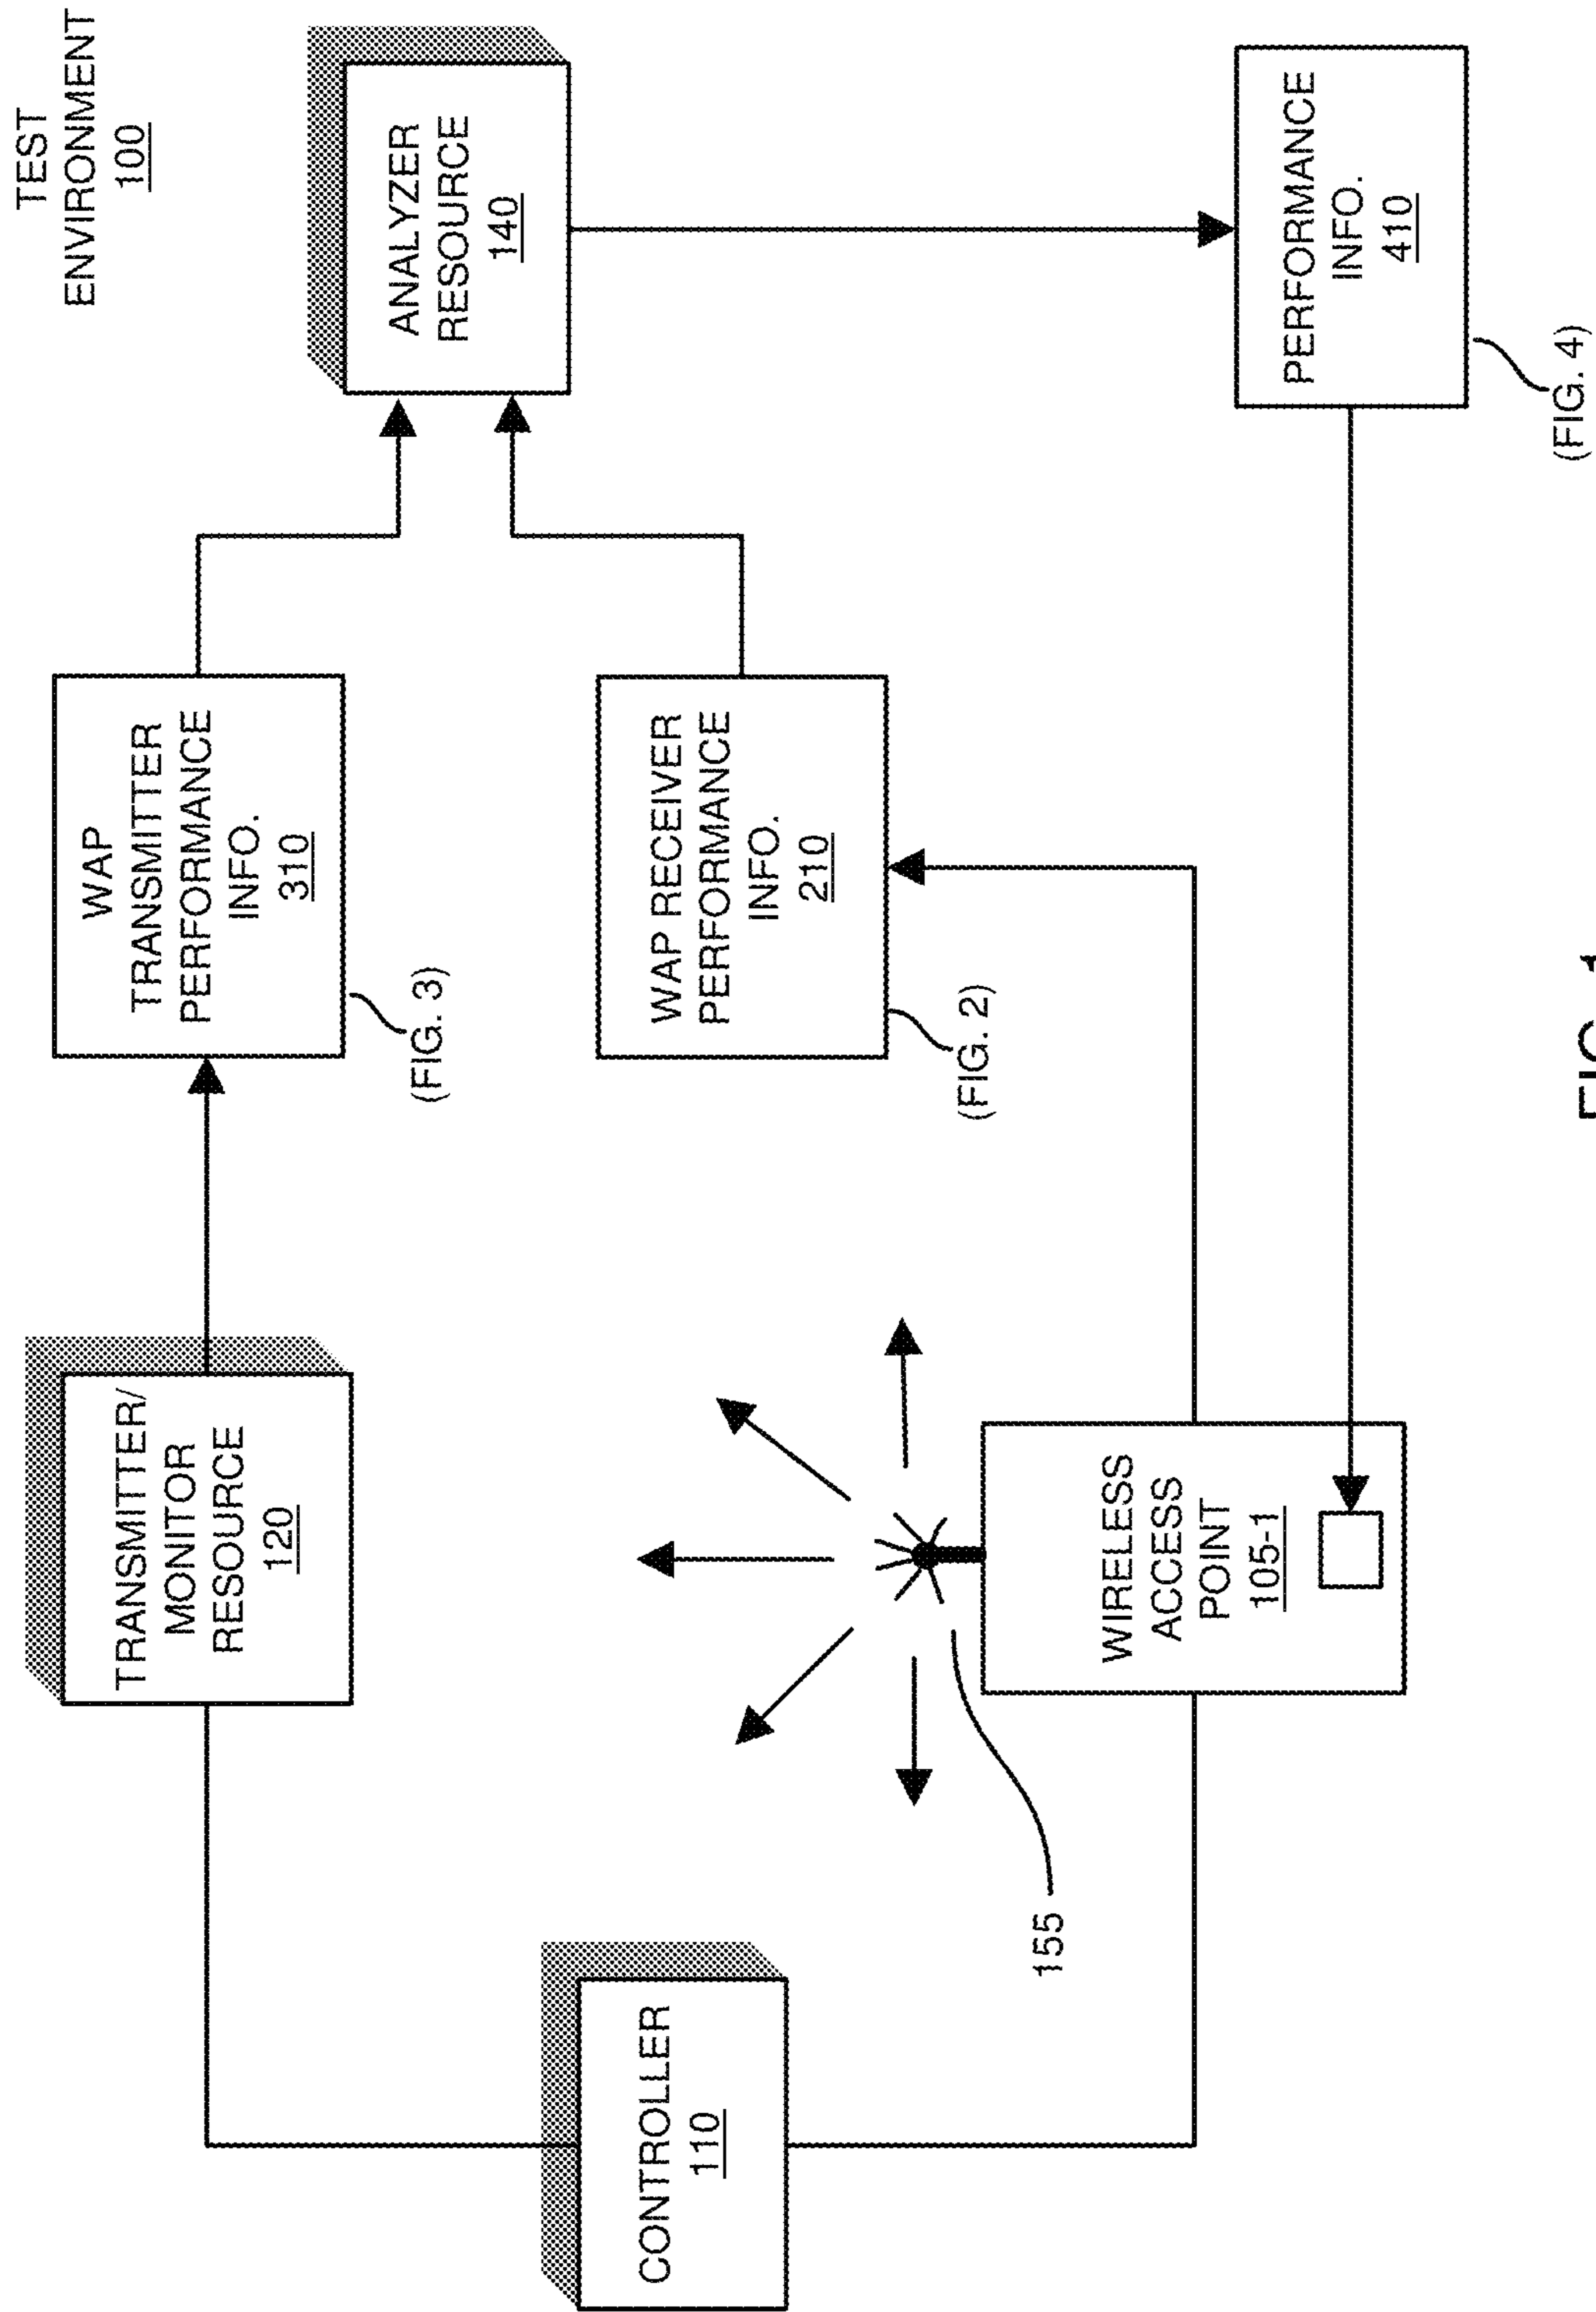 TEST
ENVIRONMENT
100
TRANSMITTER/
MONITOR
RESOURCE
120
WAP
TRANSMITTER
PERFORMANCE
INFO.
310
(FIG. 3)
ANALYZER
RESOURCE
140
CONTROLLER
110
WAP RECEIVER
PERFORMANCE
INFO.
210
(FIG. 2)
155
WIRELESS
ACCESS
POINT
105-1
PERFORMANCE
INFO.
410
(FIG. 4)